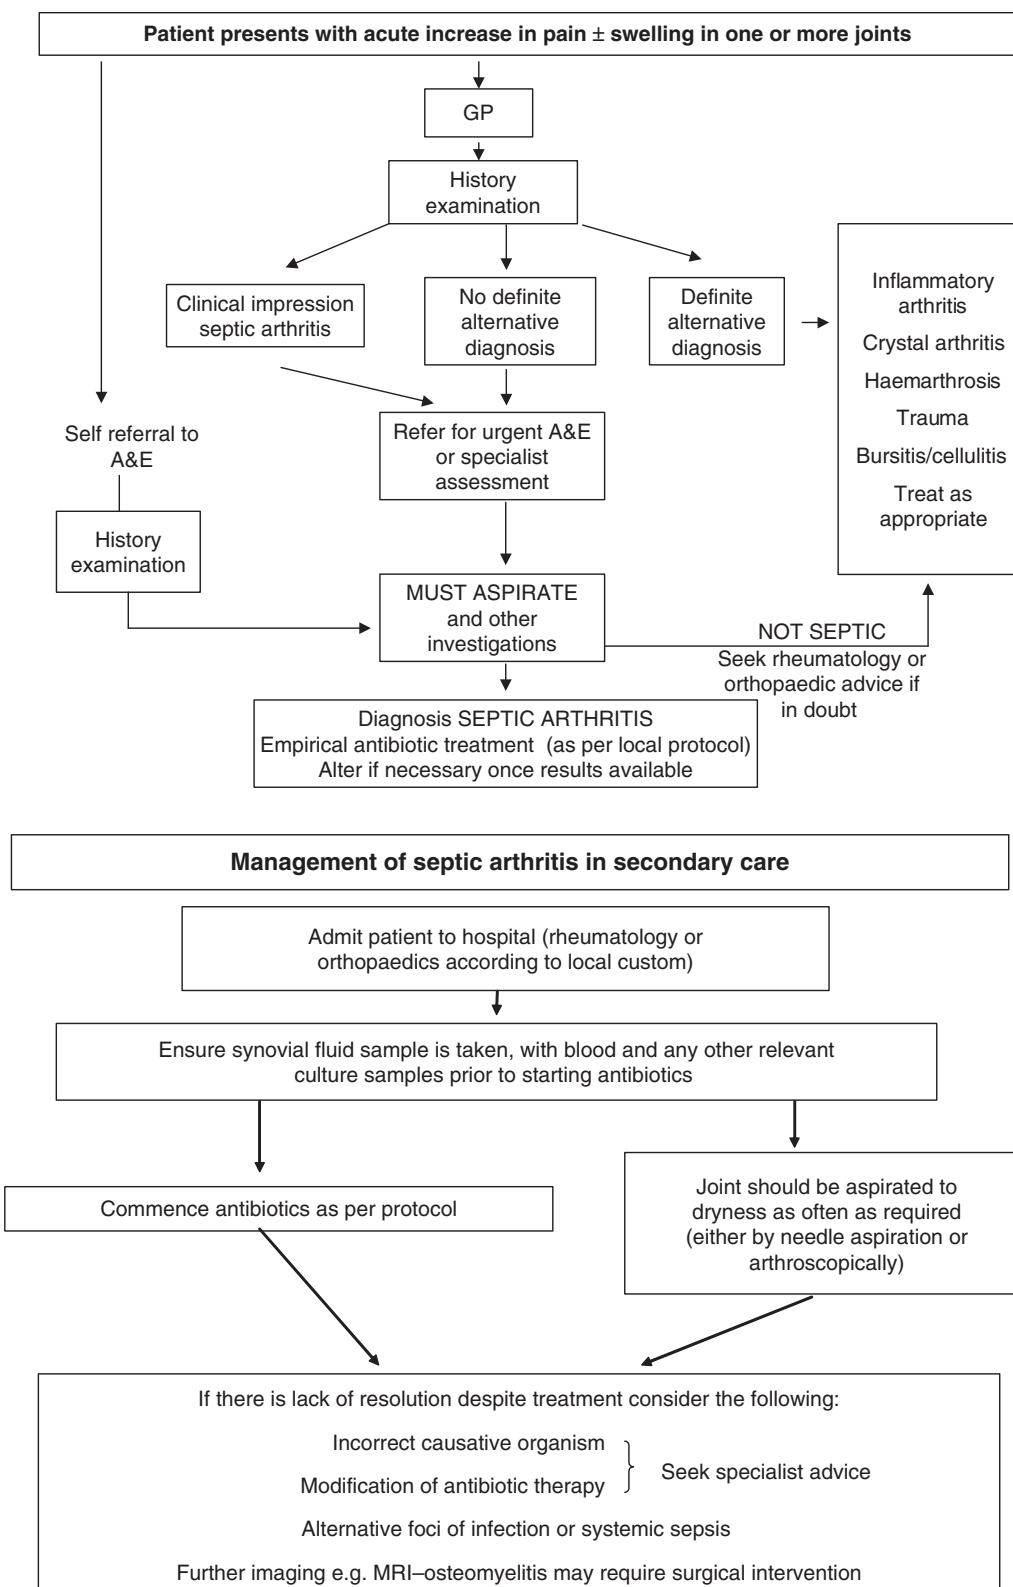 Patient presents with acute increase in pain ± swelling in one or more joints
GP
History
examination
Clinical impression
septic arthritis
No definite
alternative
diagnosis
Definite
alternative
diagnosis
Inflammatory
arthritis
Crystal arthritis
Haemarthrosis
Trauma
Bursitis/cellulitis
Treat as
appropriate
Self referral to
A&E
History
examination
Refer for urgent A&E
or specialist
assessment
MUST ASPIRATE
and other
investigations
NOT SEPTIC
Seek rheumatology or
orthopaedic advice if
in doubt
Diagnosis SEPTIC ARTHRITIS
Empirical antibiotic treatment (as per local protocol)
Alter if necessary once results available
Management of septic arthritis in secondary care
Admit patient to hospital (rheumatology or
orthopaedics according to local custom)
Ensure synovial fluid sample is taken, with blood and any other relevant
culture samples prior to starting antibiotics
Commence antibiotics as per protocol
Joint should be aspirated to
dryness as often as required
(either by needle aspiration or
arthroscopically)
If there is lack of resolution despite treatment consider the following:
Incorrect causative organism
Modification of antibiotic therapy
Seek specialist advice
Alternative foci of infection or systemic sepsis
Further imaging e.g. MRI–osteomyelitis may require surgical intervention